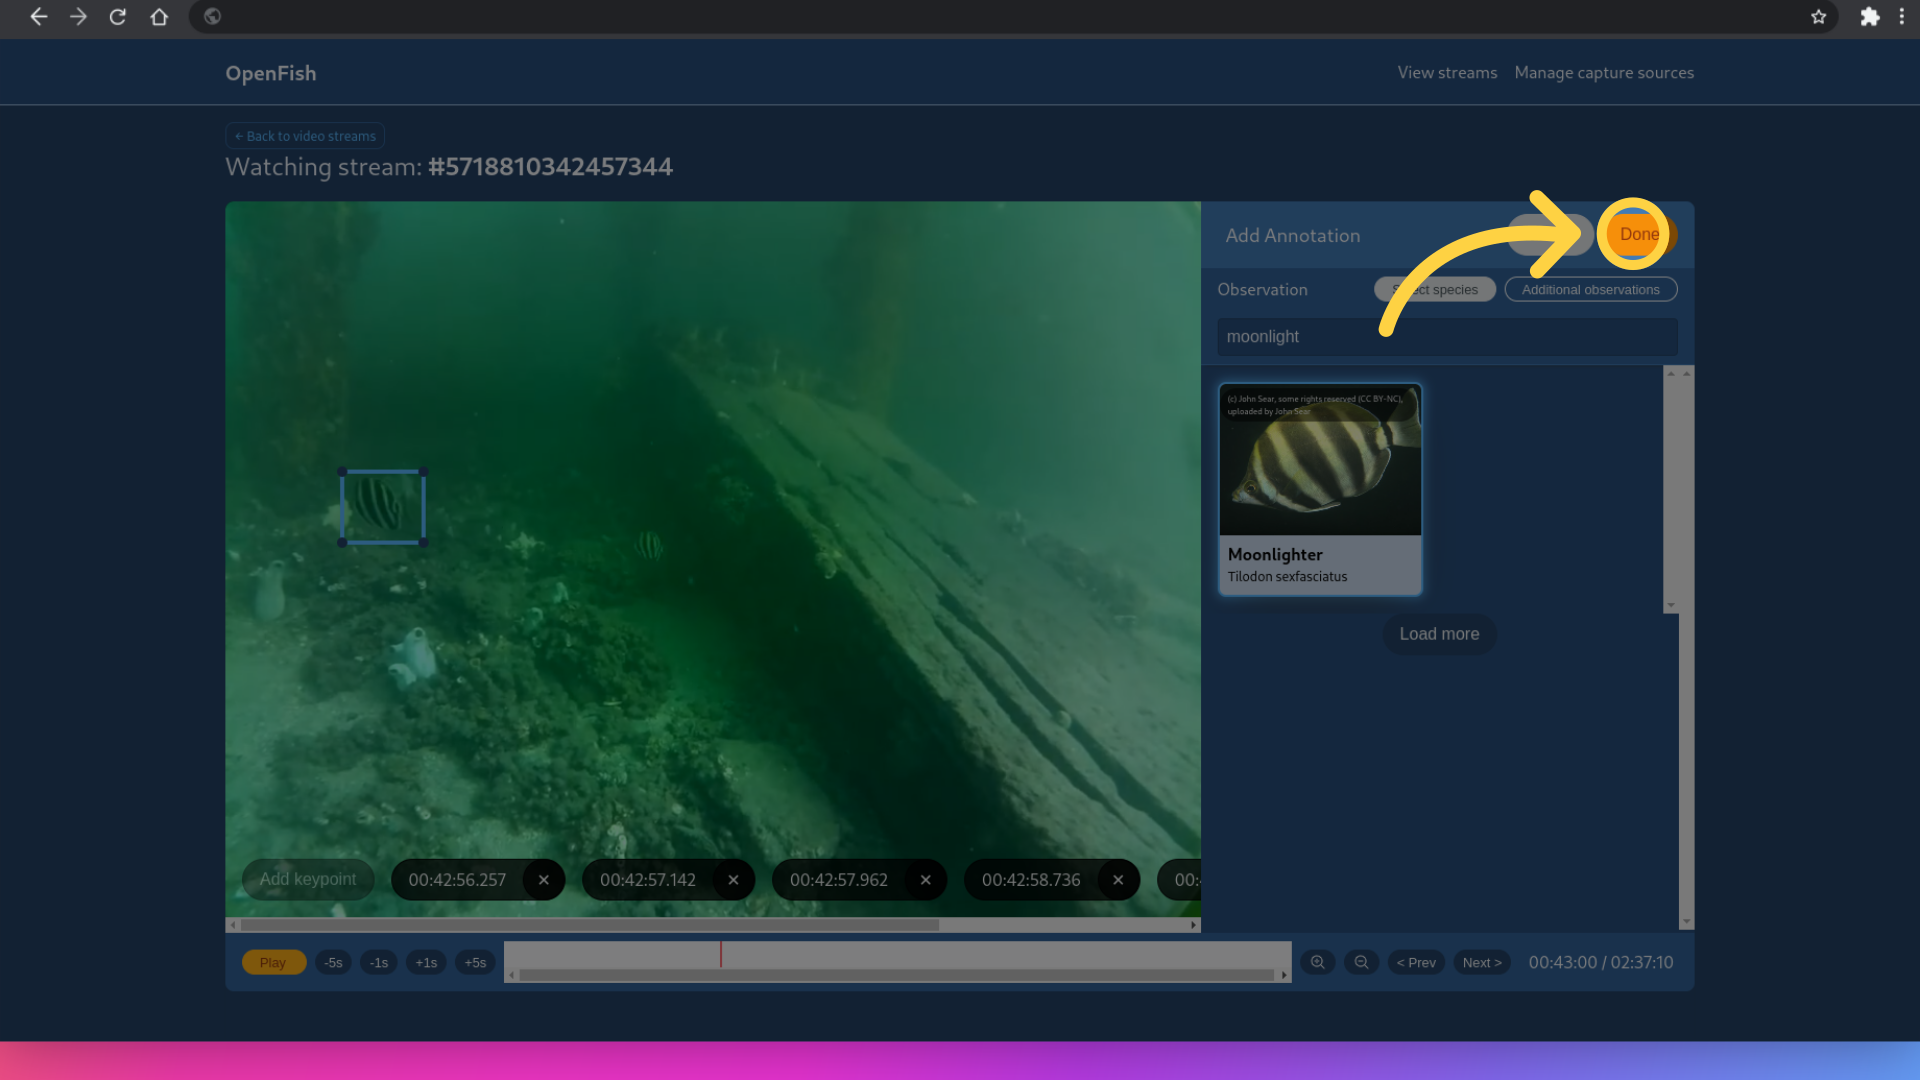 OpenFish
View streams
Manage capture sources
← Back to video streams
Watching stream: #5718810342457344
Add Annotation
Done
Observation
species
Additional observations
moonlight
(c) John Sear, some rights reserved (CC BY-NC),
uploaded by John Sear
Moonlighter
Tilodon sexfasciatus
Load more
Add keypoint
00:42:56.257
00:42:57.142
00:42:57.962
00:42:58.736
00:
Play
-5s
-1s
+1s
+5s
< Prev
Next >
00:43:00 / 02:37:10